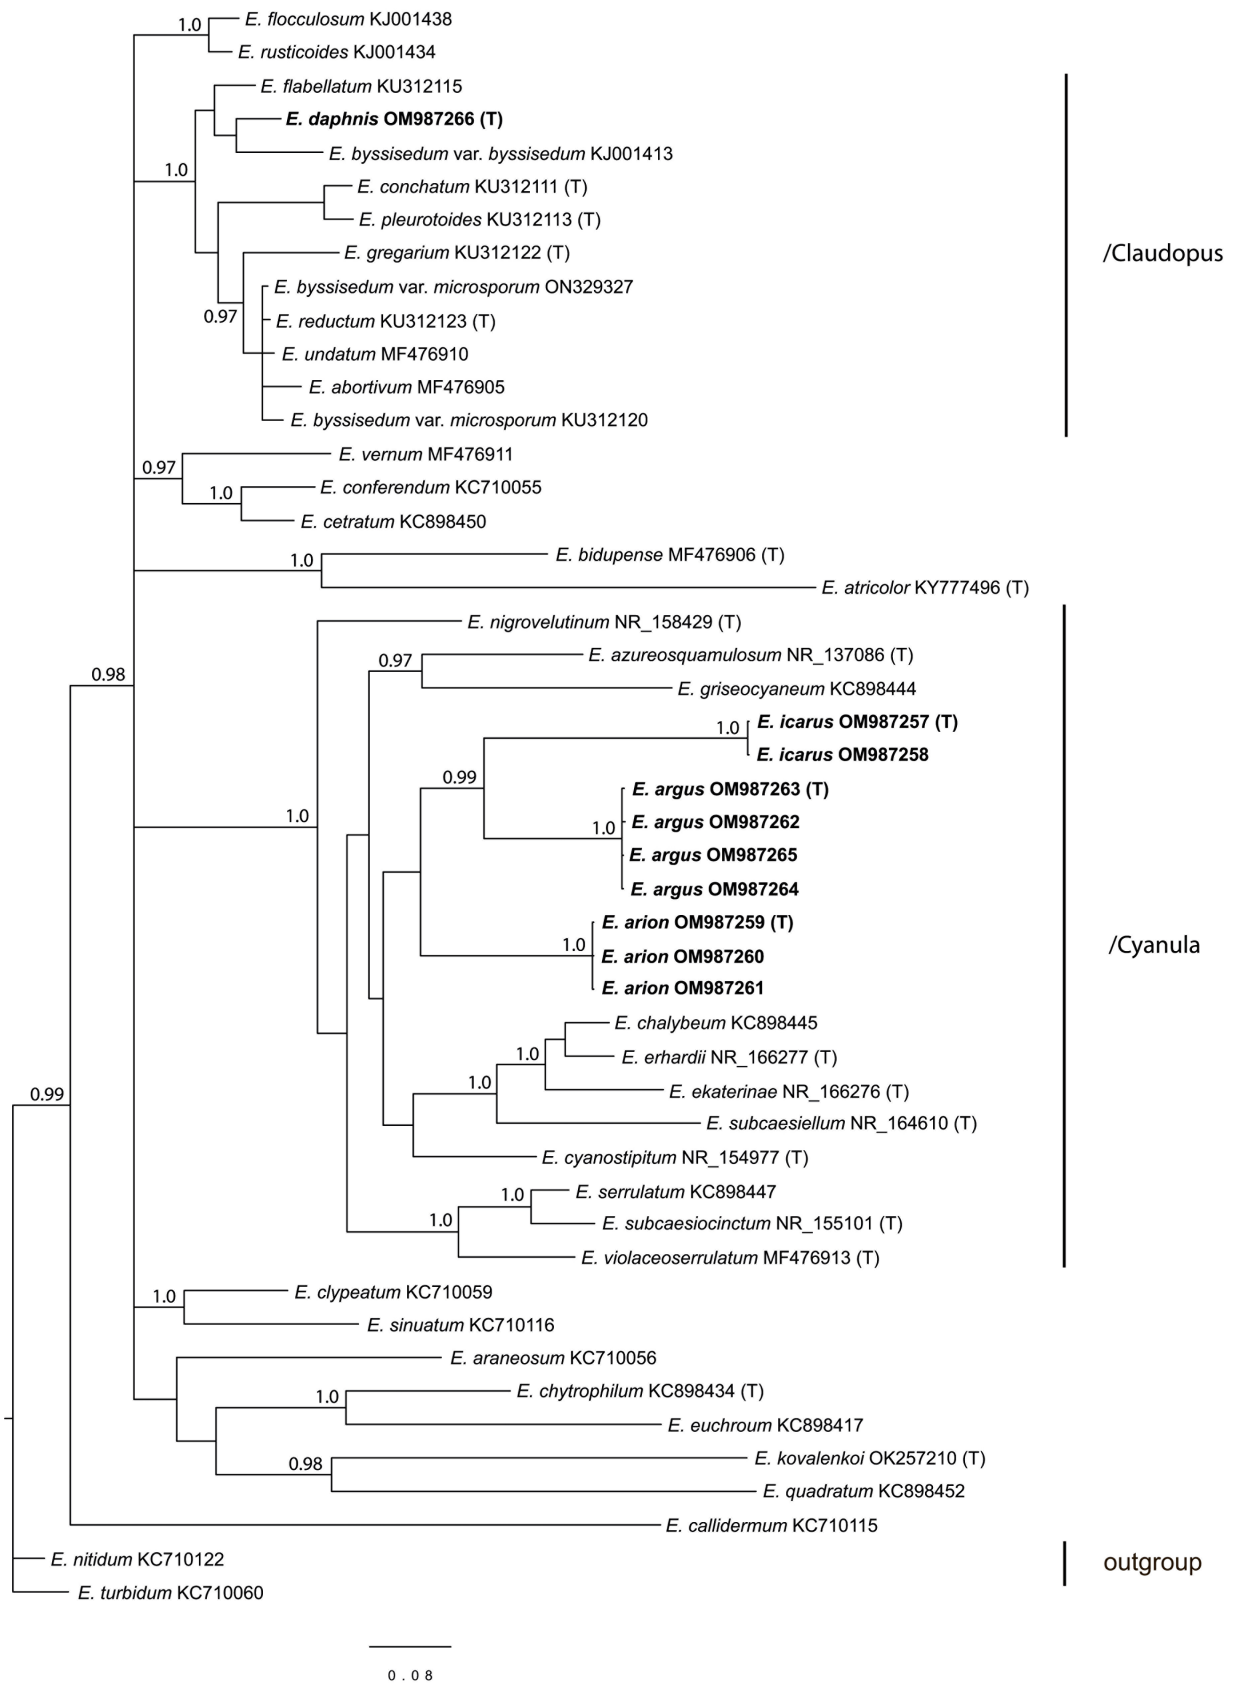 1.0
E. flocculosum KJ001438
E. rusticoides KJ001434
E. flabellatum KU312115
E. daphnis OM987266 (T)
E. byssisedum var. byssisedum KJ001413
1.0
E. conchatum KU312111 (T)
E. pleurotoides KU312113 (T)
E. gregarium KU312122 (T)
/Claudopus
E. byssisedum var. microsporum ON329327
0.97
E. reductum KU312123 (T)
E. undatum MF476910
E. abortivum MF476905
E. byssisedum var. microsporum KU312120
E. vernum MF476911
0.97
E. conferendum KC710055
1.0
E. cetratum KC898450
E. bidupense MF476906 (T)
1.0
E. atricolor KY777496 (T)
E. nigrovelutinum NR_158429 (T)
E. azureosquamulosum NR_137086 (T)
0.97
0.98
E. griseocyaneum KC898444
E. icarus OM987257 (T)
1.0
E. icarus OM987258
0.99
E. argus OM987263 (T)
1.0
E. argus OM987262
1.0
E. argus OM987265
E. argus OM987264
E. arion OM987259 (T)
1.0
/Cyanula
E. arion OM987260
E. arion OM987261
E. chalybeum KC898445
1.0
E. erhardii NR_166277 (T)
1.0
E. ekaterinae NR_166276 (T)
0.99
E. subcaesiellum NR_164610 (T)
E. cyanostipitum NR_154977 (T)
1.0
E. serrulatum KC898447
1.0
E. subcaesiocinctum NR_155101 (T)
E. violaceoserrulatum MF476913 (T)
1.0
E. clypeatum KC710059
E. sinuatum KC710116
E. araneosum KC710056
1.0
E. chytrophilum KC898434 (T)
E. euchroum KC898417
0.98
E. kovalenkoi OK257210 (T)
E. quadratum KC898452
E. callidermum KC710115
E. nitidum KC710122
outgroup
E. turbidum KC710060
0.08